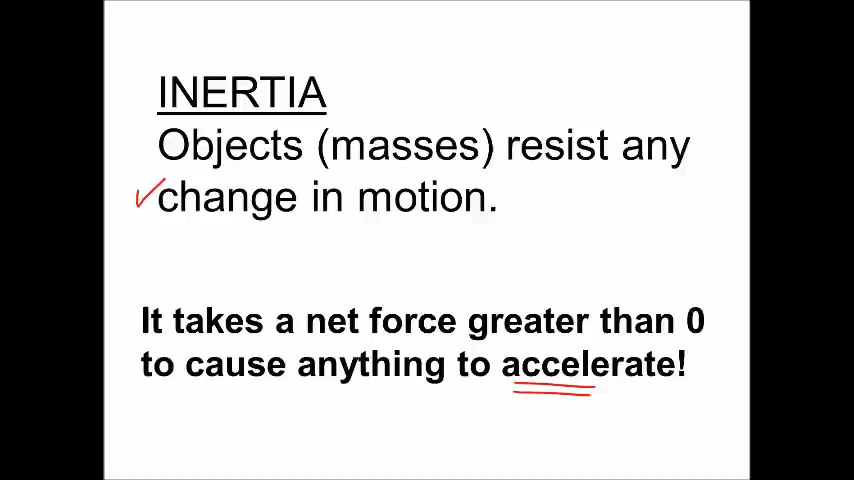 INERTIA
Objects (masses) resist any
change in motion.
It takes a net force greater than 0
to cause anything to accelerate!